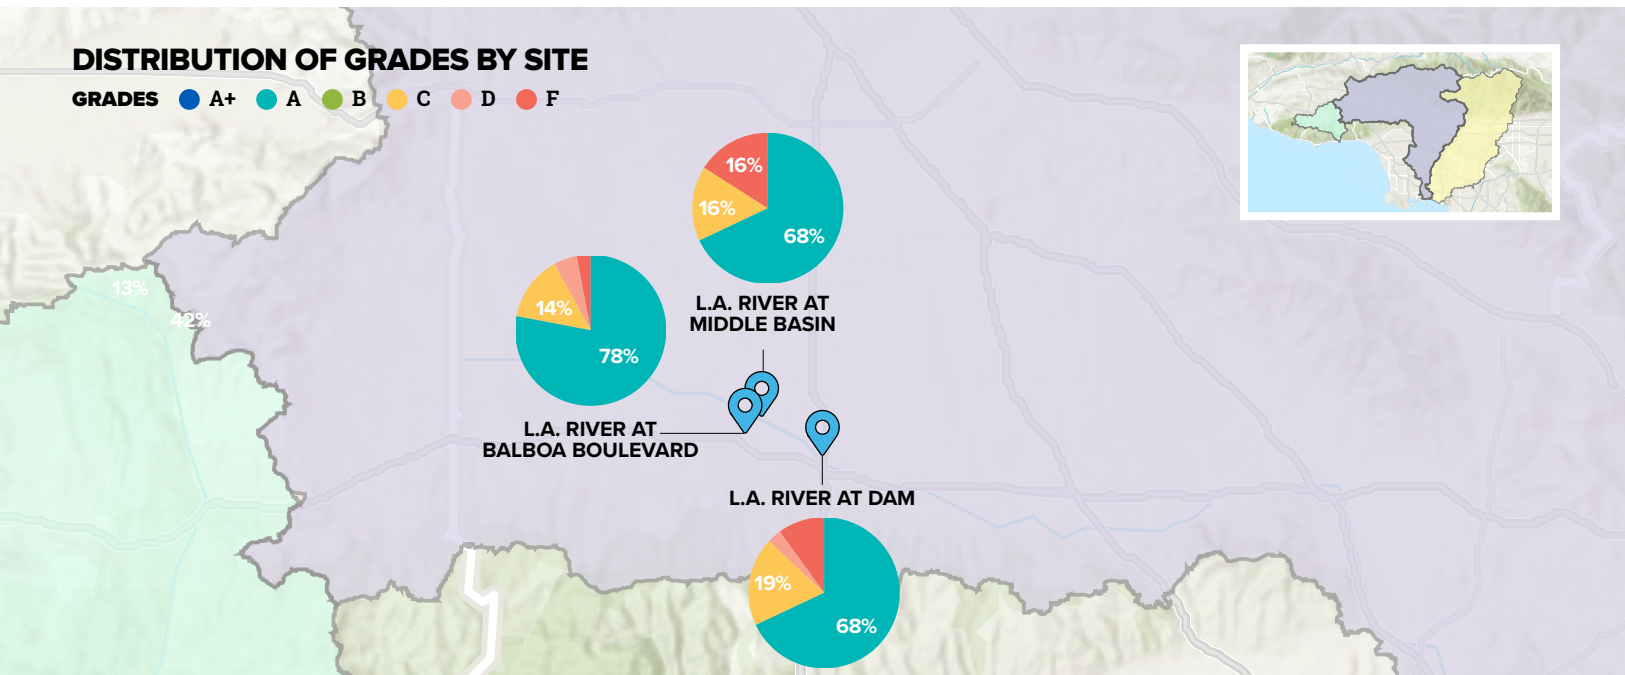 DISTRIBUTION OF GRADES BY SITE
GRADES A+ A B C D F
16%
16%
68%
L.A. RIVER AT
MIDDLE BASIN
13%
42%
14%
78%
L.A. RIVER AT
BALBOA BOULEVARD
L.A. RIVER AT DAM
19%
68%